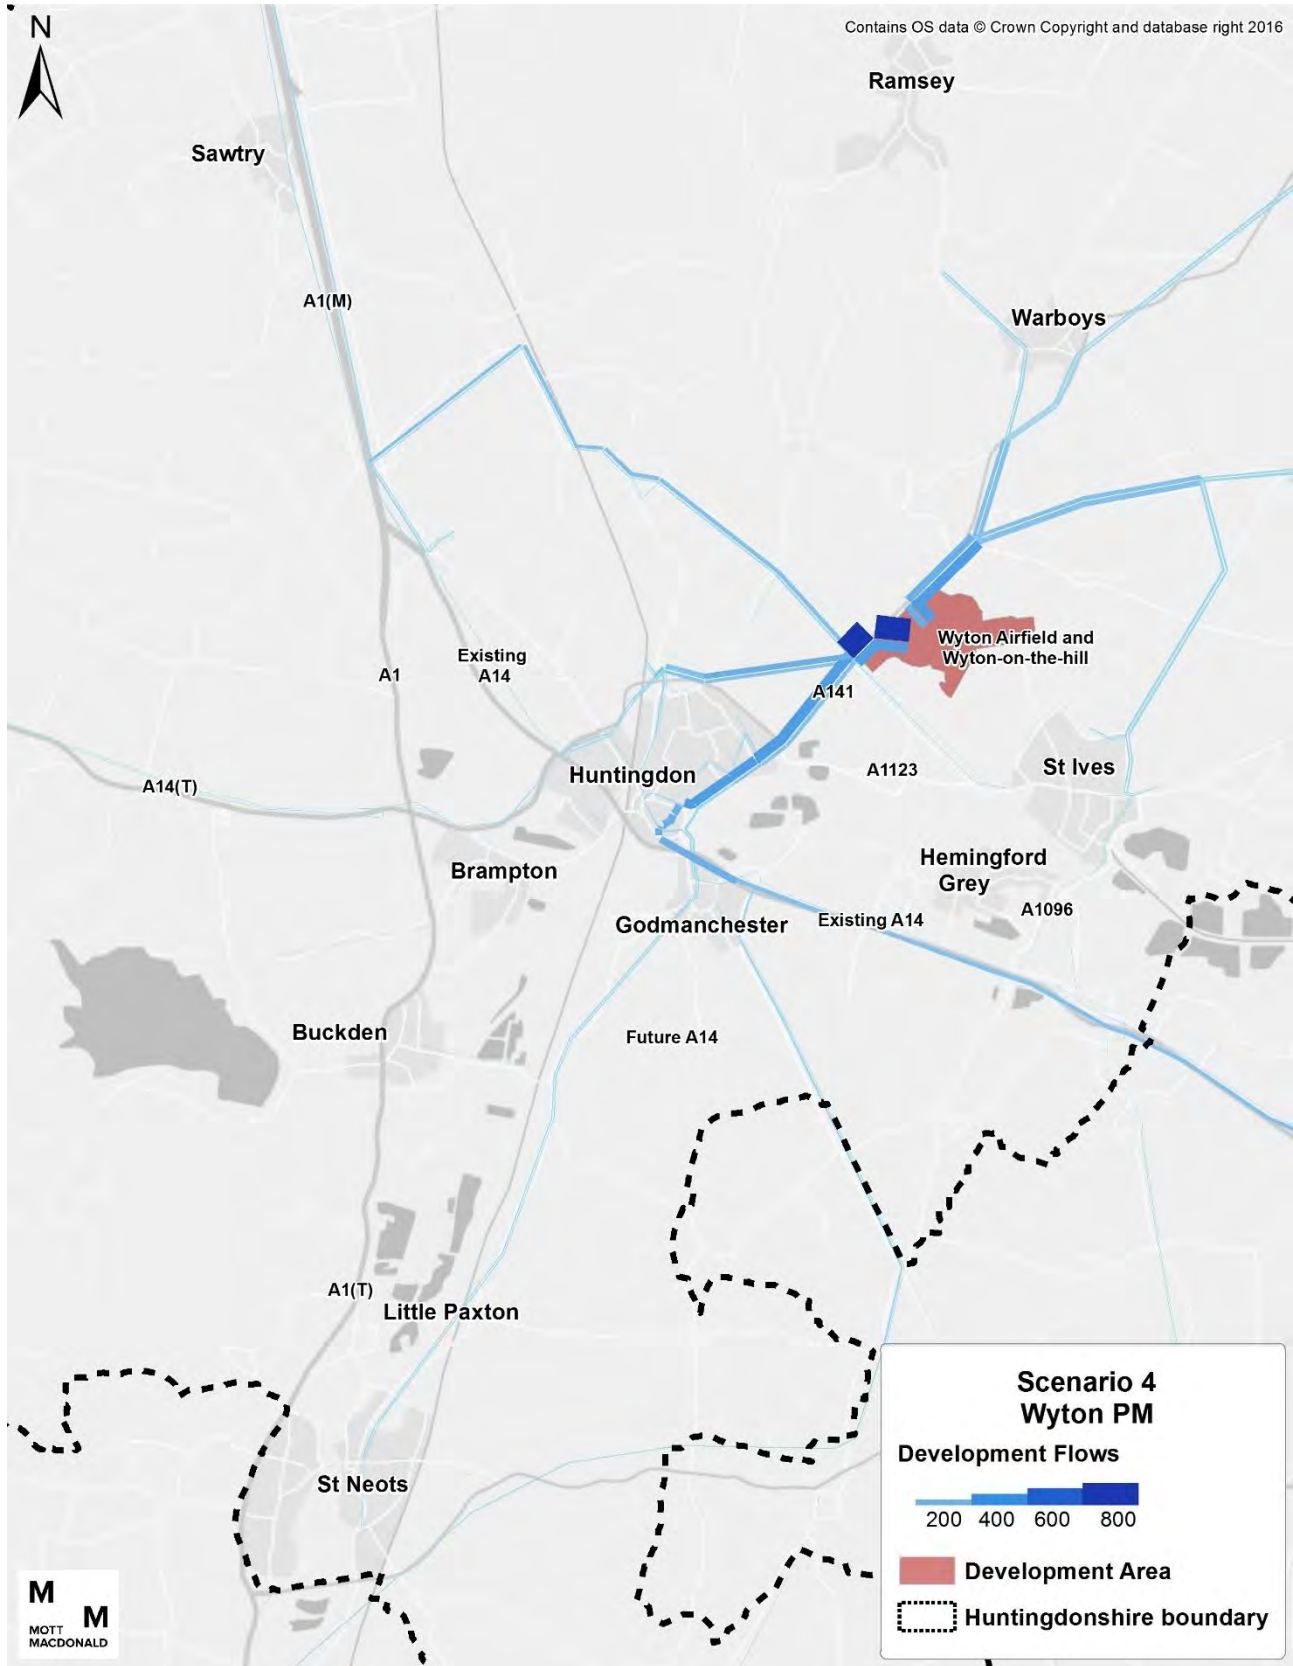 N
Contains OS data © Crown Copyright and database right 2016
Ramsey
Sawtry
A1(M)
Warboys
Wyton Airfield and
Wyton-on-the-hill
Existing
A14
A1
A141
A14(T)
Huntingdon
A1123
St Ives
Brampton
Hemingford
Grey
A1096
Godmanchester
Existing A14
Buckden
Future A14
A1(T)
Little Paxton
St Neots
Scenario 4
Wyton PM
Development Flows
200 400 600 800
Development Area
Huntingdonshire boundary
M
M
MOTT
MACDONALD